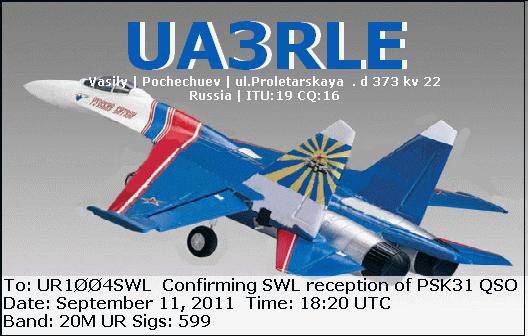 UA3RLE
Vasily | Pochechuev | ul.Proletarskaya . d 373 kv 22
Russia | ITU:19 CQ:16
To: UR1ØØ4SWL Confirming SWL reception of PSK31 QSO
Date: September 11, 2011 Time: 18:20 UTC
Band: 20M UR Sigs: 599